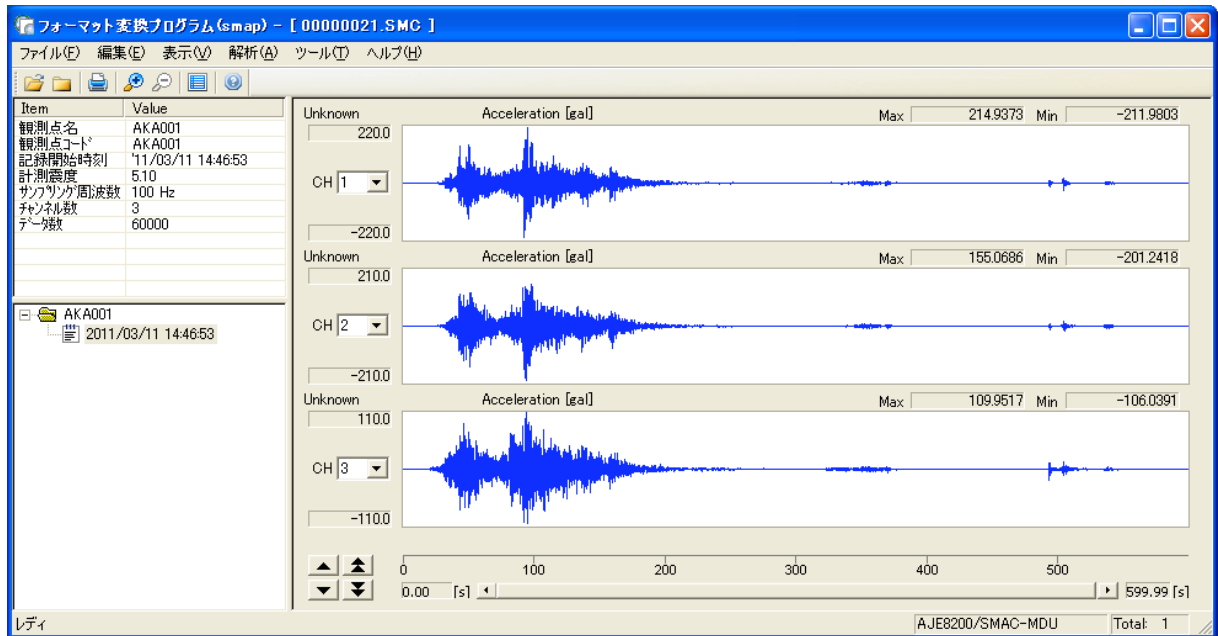 フォーマット変換プログラム(smap) - [ 00000021.SMC ]
ファイル(F) 編集(E) 表示(V) 解析(A) ツール(T) ヘルプ(H)
Item Value
観測点名 AKA001
観測点コード AKA001
記録開始時刻 '11/03/11 14:46:53
計測震度 5.10
サンプリング周波数 100 Hz
チャンネル数 3
データ数 60000
AKA001
2011/03/11 14:46:53
Unknown Acceleration [gal] Max 214.9373 Min -211.9803
220.0
CH 1
-220.0
Unknown Acceleration [gal] Max 155.0686 Min -201.2418
210.0
CH 2
-210.0
Unknown Acceleration [gal] Max 109.9517 Min -106.0391
110.0
CH 3
-110.0
0 100 200 300 400 500
0.00 [s] 599.99 [s]
レディ AJE8200/SMAC-MDU Total: 1